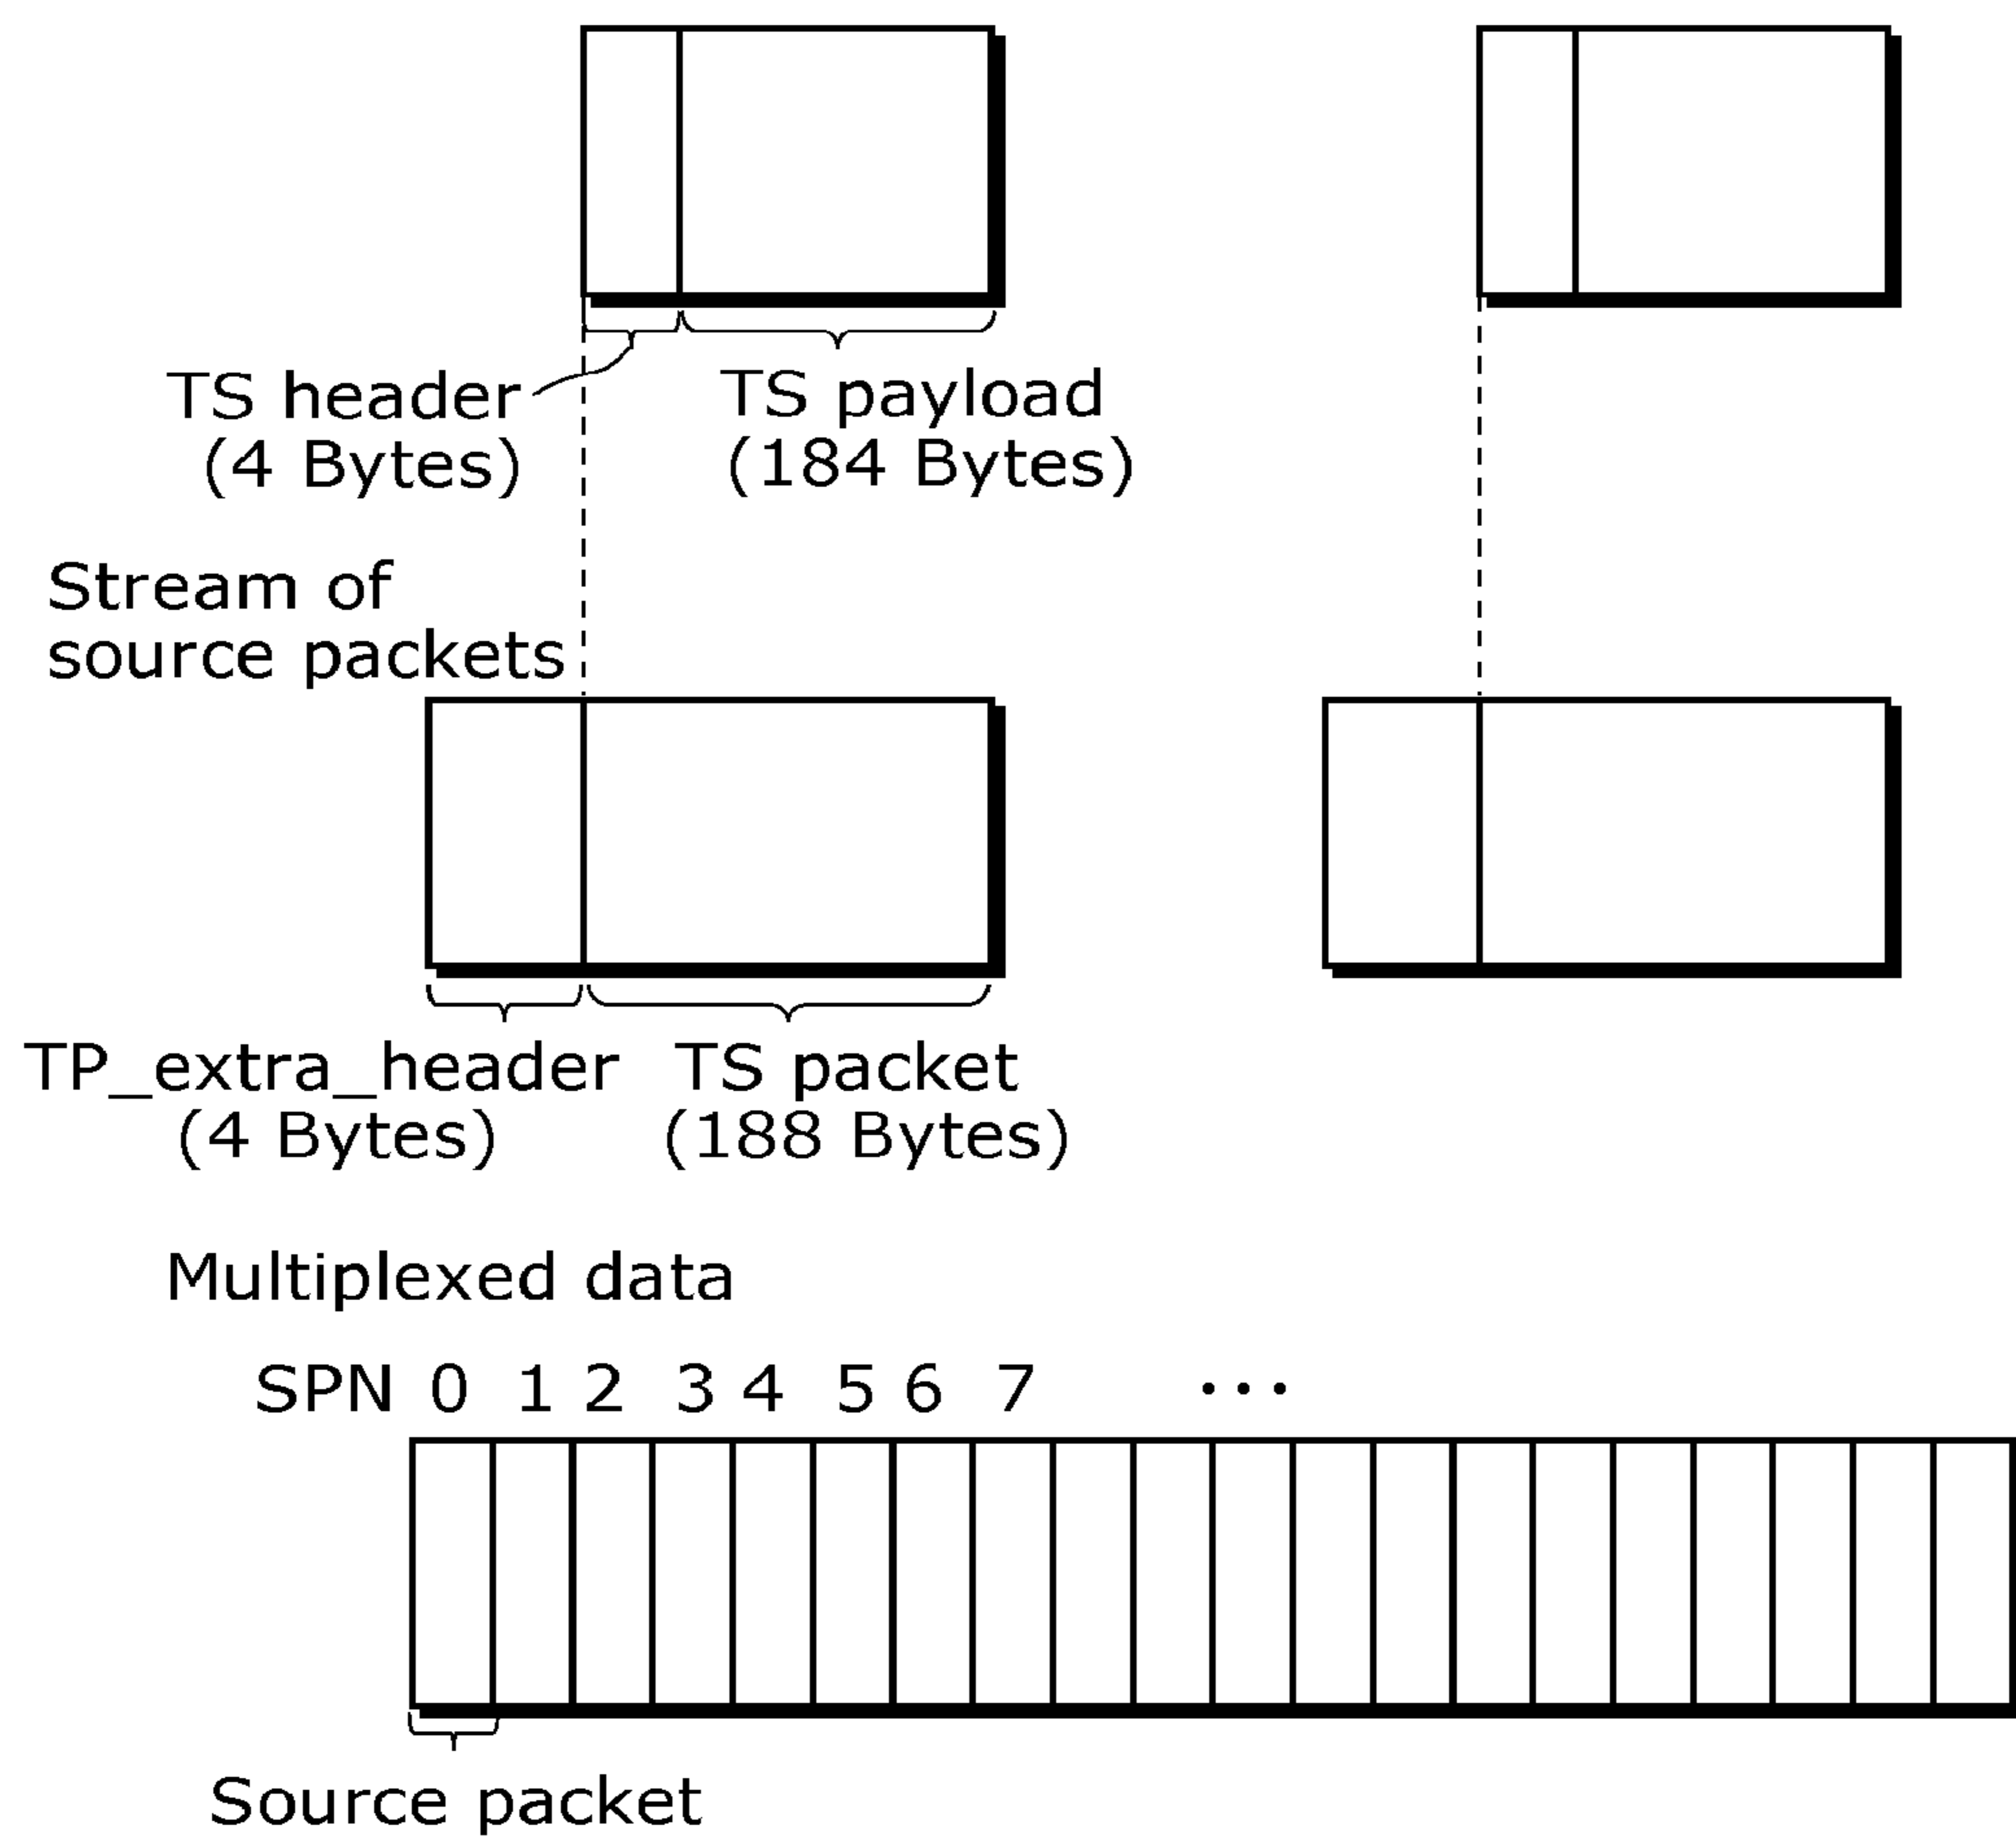 TS header
(4 Bytes)
TS payload
(184 Bytes)
Stream of
source packets
TP_extra_header
(4 Bytes)
TS packet
(188 Bytes)
Multiplexed data
SPN 0 1 2 3 4 5 6 7 ···
Source packet